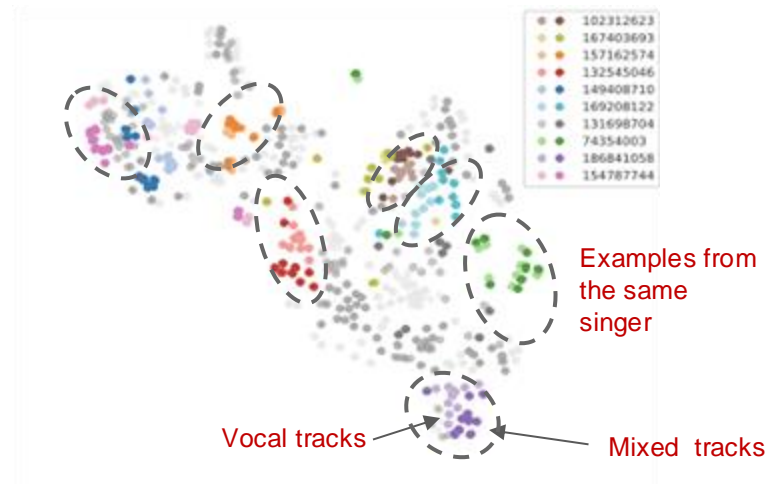 102312623
167403693
157162574
132545046
149408710
169208122
131698704
74354003
186841058
154787744
Examples from
the same
singer
Vocal tracks
Mixed tracks